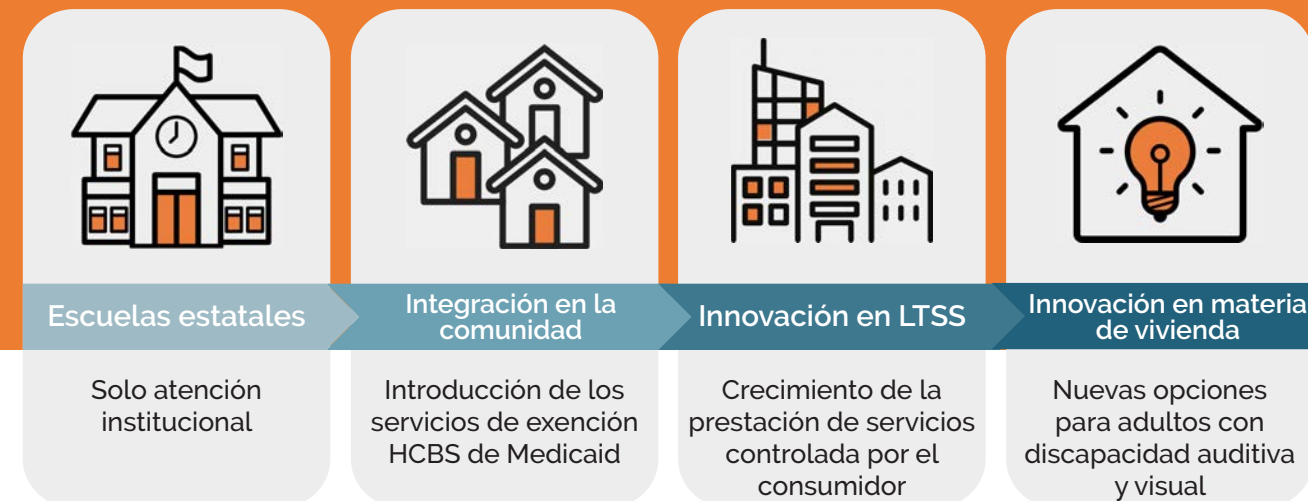 Escuelas estatales
Solo atención
institucional
Integración en la
comunidad
Introducción de los
servicios de exención
HCBS de Medicaid
Innovación en LTSS
Crecimiento de la
prestación de servicios
controlada por el
consumidor
Innovación en materia
de vivienda
Nuevas opciones
para adultos con
discapacidad auditiva
y visual